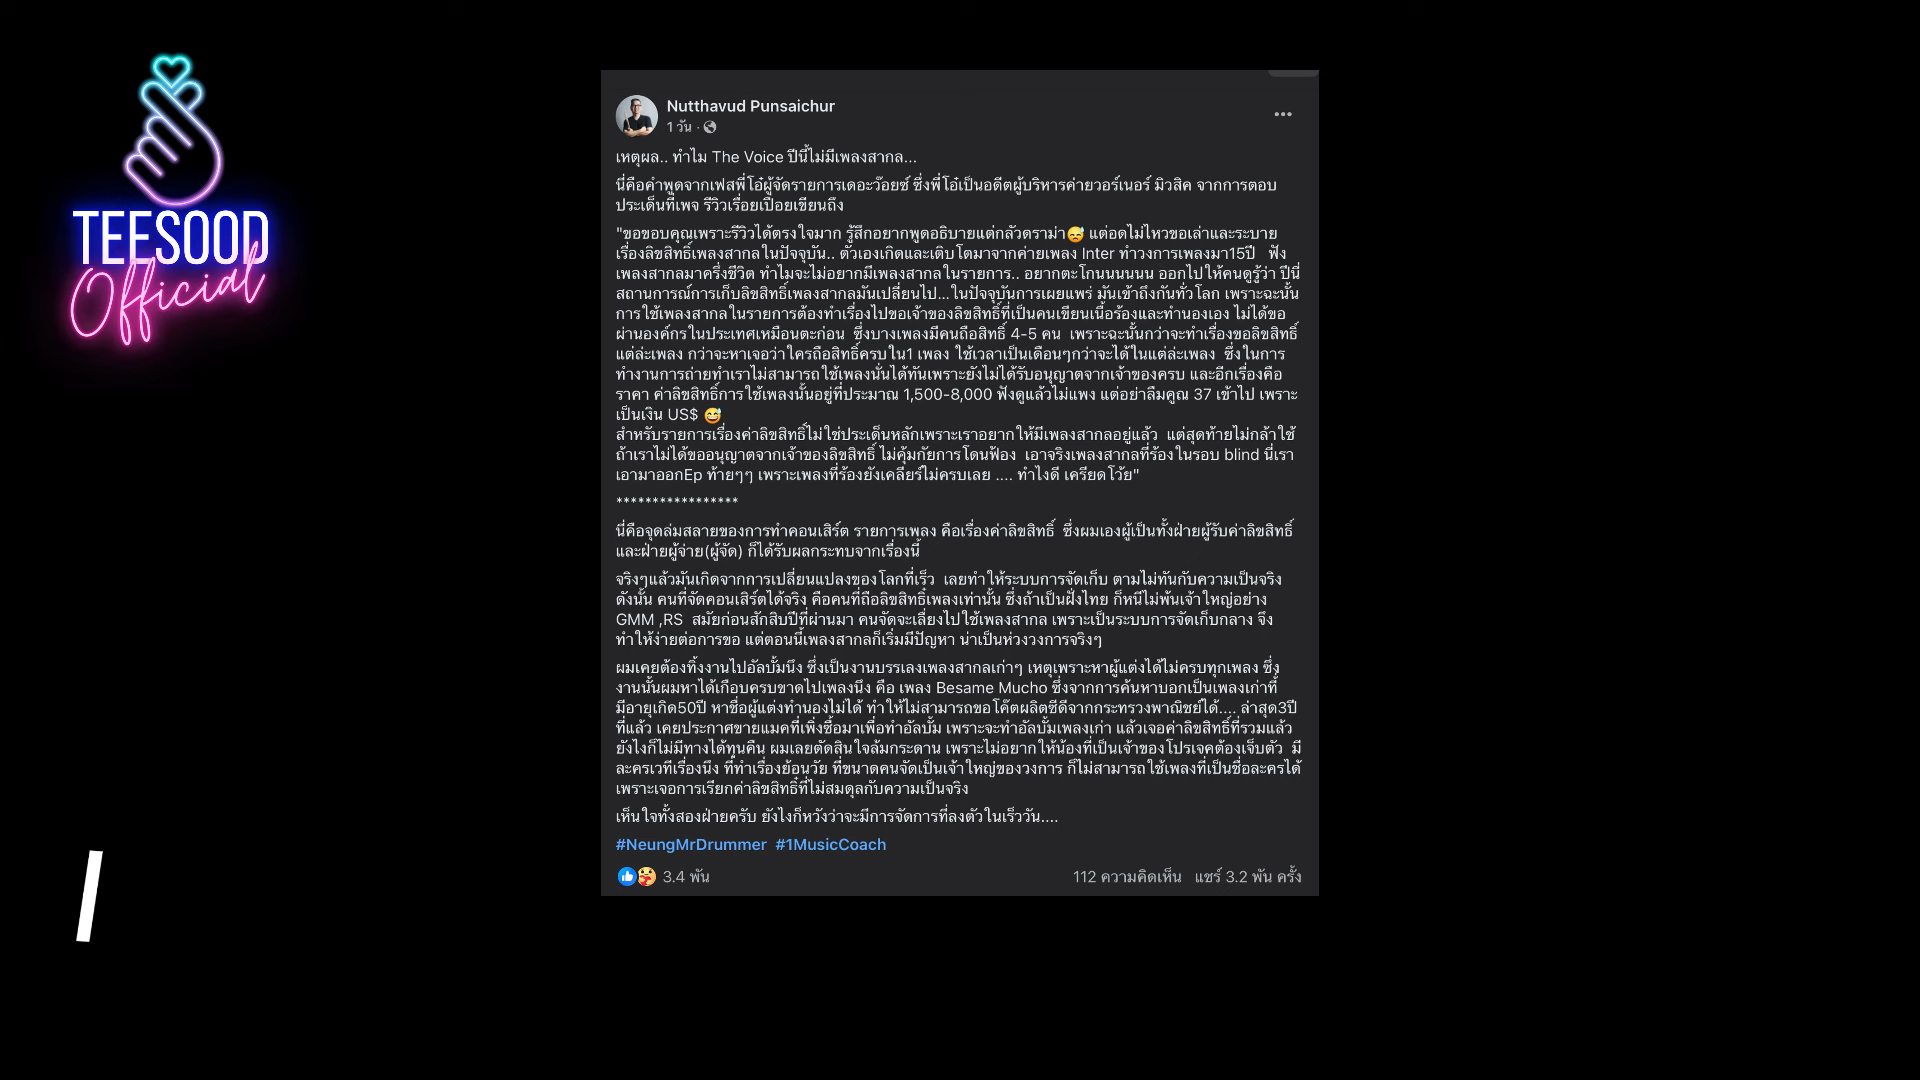 TEESOOD
Official
Nutthavud Punsaichur
1 วัน ·
เหตุผล.. ทำไม The Voice ปีนี้ไม่มีเพลงสากล...
นี่คือคำพูดจากเฟสพี่โอ๋ผู้จัดรายการเดอะว๊อยซ์ ซึ่งพี่โอ๋เป็นอดีตผู้บริหารค่ายวอร์เนอร์ มิวสิค จากการตอบ
ประเด็นที่เพจ รีวิวเรื่อยเปื่อยเขียนถึง
"ขอขอบคุณเพราะรีวิวได้ตรงใจมาก รู้สึกอยากพูดอธิบายแต่กลัวดราม่า😅 แต่อดไม่ไหวขอเล่าและระบาย
เรื่องลิขสิทธิ์เพลงสากลในปัจจุบัน.. ตัวเองเกิดและเติบโตมาจากค่ายเพลง Inter ทำวงการเพลงมา15ปี ฟัง
เพลงสากลมาครึ่งชีวิต ทำไมจะไม่อยากมีเพลงสากลในรายการ.. อยากตะโกนนนนนน ออกไปให้คนดูรู้ว่า ปีนี้
สถานการณ์การเก็บลิขสิทธิ์เพลงสากลมันเปลี่ยนไป...ในปัจจุบันการเผยแพร่ มันเข้าถึงกันทั่วโลก เพราะฉะนั้น
การใช้เพลงสากลในรายการต้องทำเรื่องไปขอเจ้าของลิขสิทธิ์ที่เป็นคนเขียนเนื้อร้องและทำนองเอง ไม่ได้ขอ
ผ่านองค์กรในประเทศเหมือนตะก่อน ซึ่งบางเพลงมีคนถือสิทธิ์ 4-5 คน เพราะฉะนั้นกว่าจะทำเรื่องขอลิขสิทธิ์
แต่ล่ะเพลง กว่าจะหาเจอว่าใครถือสิทธิ์ครบใน1 เพลง ใช้เวลาเป็นเดือนๆกว่าจะได้ในแต่ล่ะเพลง ซึ่งในการ
ทำงานการถ่ายทำเราไม่สามารถใช้เพลงนั่นได้ทันเพราะยังไม่ได้รับอนุญาตจากเจ้าของครบ และอีกเรื่องคือ
ราคา ค่าลิขสิทธิ์การใช้เพลงนั้นอยู่ที่ประมาณ 1,500-8,000 ฟังดูแล้วไม่แพง แต่อย่าลืมคูณ 37 เข้าไป เพราะ
เป็นเงิน US$ 😅
สำหรับรายการเรื่องค่าลิขสิทธิ์ไม่ใช่ประเด็นหลักเพราะเราอยากให้มีเพลงสากลอยู่แล้ว แต่สุดท้ายไม่กล้าใช้
ถ้าเราไม่ได้ขออนุญาตจากเจ้าของลิขสิทธิ์ ไม่คุ้มกัยการโดนฟ้อง เอาจริงเพลงสากลที่ร้องในรอบ blind นี่เรา
เอามาออกEp ท้ายๆๆ เพราะเพลงที่ร้องยังเคลียร์ไม่ครบเลย .... ทำไงดี เครียดโว้ย"
*****************
นี่คือจุดล่มสลายของการทำคอนเสิร์ต รายการเพลง คือเรื่องค่าลิขสิทธิ์ ซึ่งผมเองผู้เป็นทั้งฝ่ายผู้รับค่าลิขสิทธิ์
และฝ่ายผู้จ่าย(ผู้จัด) ก็ได้รับผลกระทบจากเรื่องนี้
จริงๆแล้วมันเกิดจากการเปลี่ยนแปลงของโลกที่เร็ว เลยทำให้ระบบการจัดเก็บ ตามไม่ทันกับความเป็นจริง
ดังนั้น คนที่จัดคอนเสิร์ตได้จริง คือคนที่ถือลิขสิทธิ์เพลงเท่านั้น ซึ่งถ้าเป็นฝั่งไทย ก็หนีไม่พ้นเจ้าใหญ่อย่าง
GMM ,RS สมัยก่อนสักสิบปีที่ผ่านมา คนจัดจะเลี่ยงไปใช้เพลงสากล เพราะเป็นระบบการจัดเก็บกลาง จึง
ทำให้ง่ายต่อการขอ แต่ตอนนี้เพลงสากลก็เริ่มมีปัญหา น่าเป็นห่วงวงการจริงๆ
ผมเคยต้องทิ้งงานไปอัลบั้มนึง ซึ่งเป็นงานบรรเลงเพลงสากลเก่าๆ เหตุเพราะหาผู้แต่งได้ไม่ครบทุกเพลง ซึ่ง
งานนั้นผมหาได้เกือบครบขาดไปเพลงนึง คือ เพลง Besame Mucho ซึ่งจากการค้นหาบอกเป็นเพลงเก่าที่
มีอายุเกิด50ปี หาชื่อผู้แต่งทำนองไม่ได้ ทำให้ไม่สามารถขอโค๊ตผลิตซีดีจากกระทรวงพาณิชย์ได้.... ล่าสุด3ปี
ที่แล้ว เคยประกาศขายแมคที่เพิ่งซื้อมาเพื่อทำอัลบั้ม เพราะจะทำอัลบั้มเพลงเก่า แล้วเจอค่าลิขสิทธิ์ที่รวมแล้ว
ยังไงก็ไม่มีทางได้ทุนคืน ผมเลยตัดสินใจล้มกระดาน เพราะไม่อยากให้น้องที่เป็นเจ้าของโปรเจคต้องเจ็บตัว มี
ละครเวทีเรื่องนึง ที่ทำเรื่องย้อนวัย ที่ขนาดคนจัดเป็นเจ้าใหญ่ของวงการ ก็ไม่สามารถใช้เพลงที่เป็นชื่อละครได้
เพราะเจอการเรียกค่าลิขสิทธิ์ที่ไม่สมดุลกับความเป็นจริง
เห็นใจทั้งสองฝ่ายครับ ยังไงก็หวังว่าจะมีการจัดการที่ลงตัวในเร็ววัน....
#NeungMrDrummer #1MusicCoach
3.4 พัน 112 ความคิดเห็น แชร์ 3.2 พัน ครั้ง
/